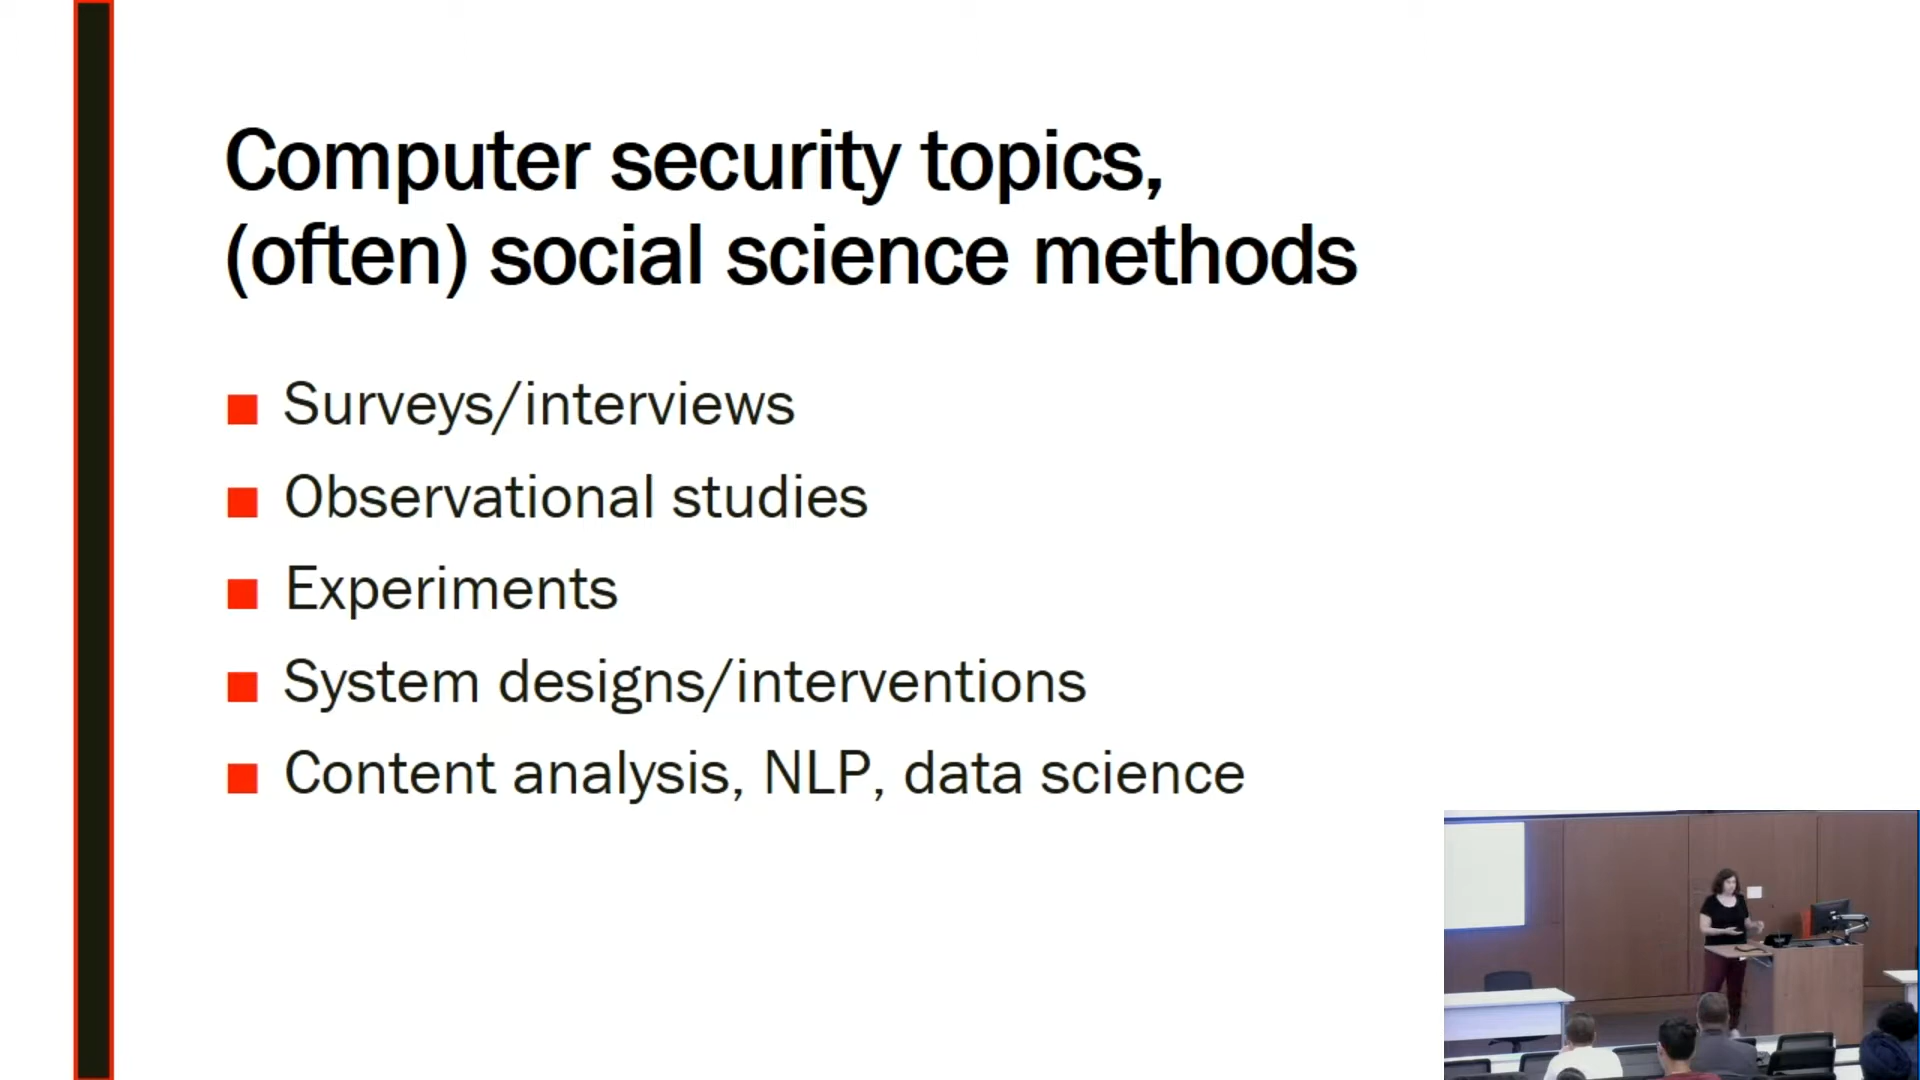 Computer security topics,
(often) social science methods
Surveys/interviews
Observational studies
Experiments
System designs/interventions
Content analysis, NLP, data science